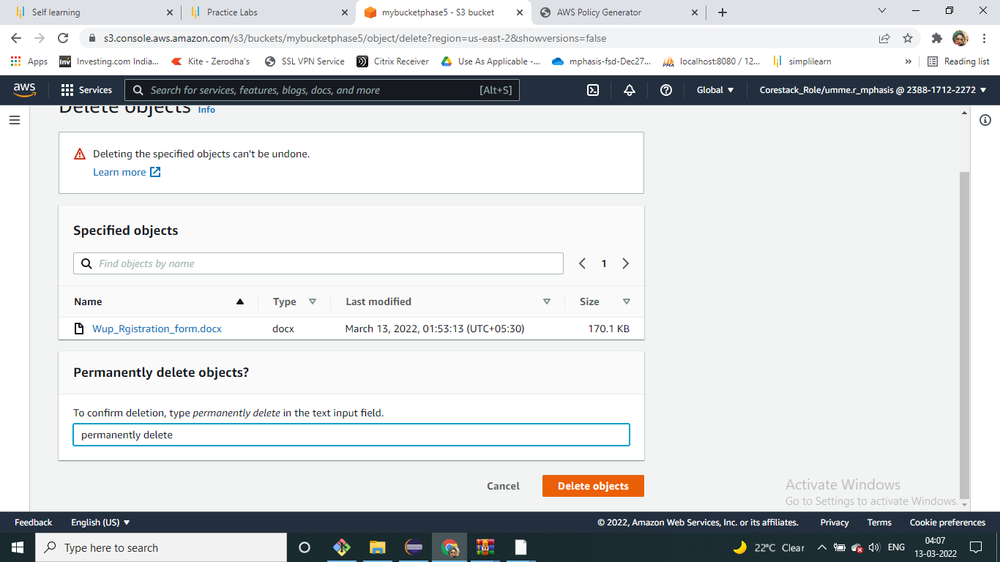 Self learning
Practice Labs
mybucketphase5 - S3 bucket
AWS Policy Generator
s3.console.aws.amazon.com/s3/buckets/mybucketphase5/object/delete?region=us-east-2&showversions=false
Apps
Investing.com India...
Kite - Zerodha's
SSL VPN Service
Citrix Receiver
Use As Applicable -...
mphasis-fsd-Dec27...
localhost:8080 / 12...
simplilearn
»
Reading list
aws
Services
Search for services, features, blogs, docs, and more
[Alt+S]
Global
Corestack_Role/umme.r_mphasis @ 2388-1712-2272
Delete objects Info
Deleting the specified objects can't be undone.
Learn more
Specified objects
Find objects by name
1
Name Type Last modified Size
Wup_Rgistration_form.docx docx March 13, 2022, 01:53:13 (UTC+05:30) 170.1 KB
Permanently delete objects?
To confirm deletion, type permanently delete in the text input field.
permanently delete
Cancel
Delete objects
Activate Windows
Go to Settings to activate Windows.
Feedback English (US) © 2022, Amazon Web Services, Inc. or its affiliates. Privacy Terms Cookie preferences
Type here to search
22°C Clear
ENG
04:07
13-03-2022